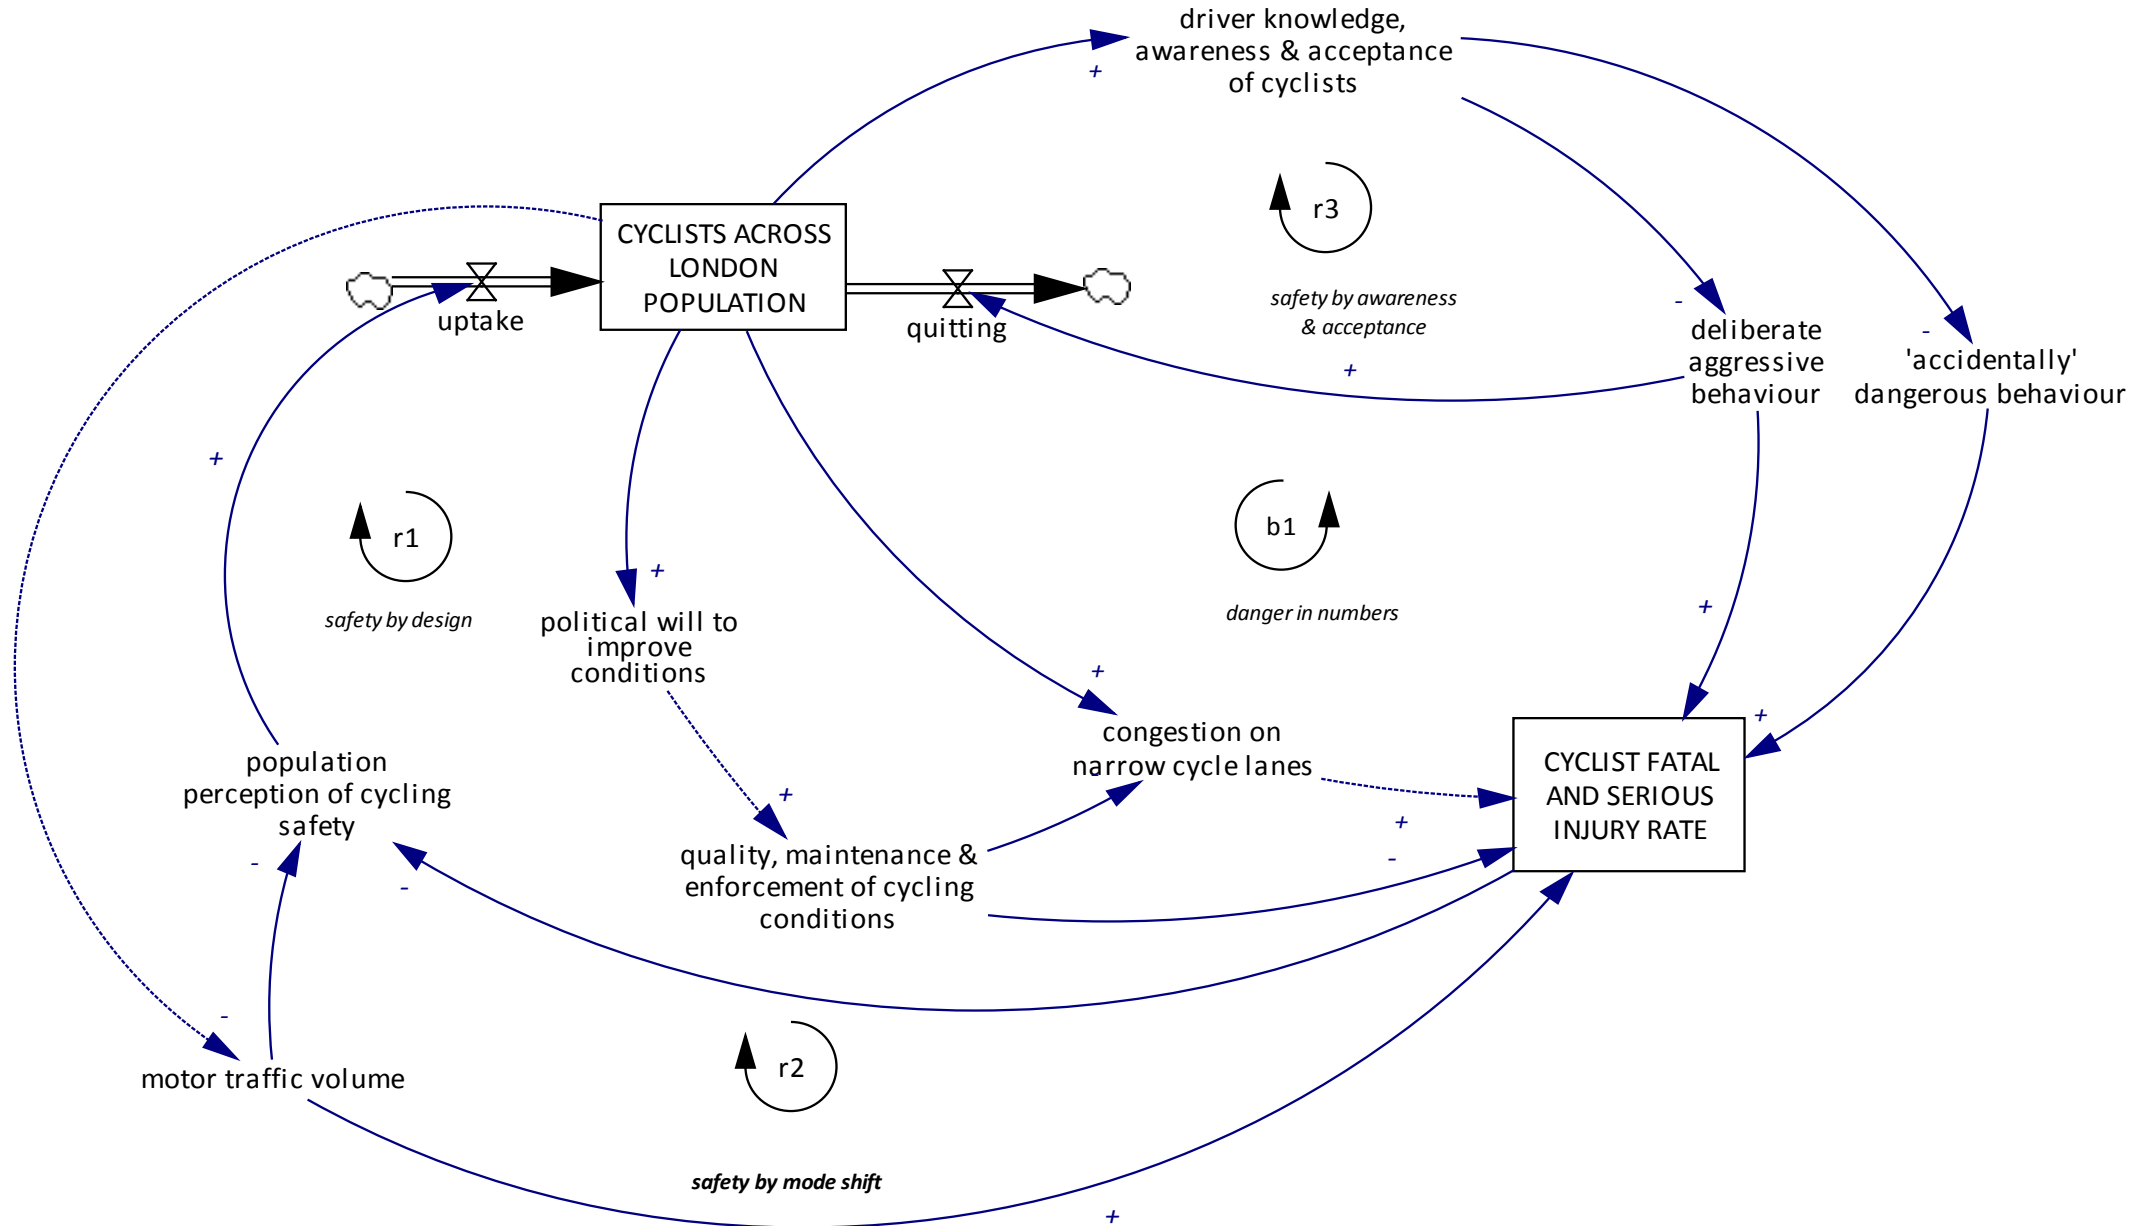 driver knowledge,
awareness & acceptance
of cyclists
+
CYCLISTS ACROSS
LONDON
POPULATION
uptake
quitting
r3
safety by awareness
& acceptance
-
deliberate
aggressive
behaviour
-
'accidentally'
dangerous behaviour
+
+
r1
safety by design
b1
danger in numbers
+
political will to
improve
conditions
+
+
+
congestion on
narrow cycle lanes
-
CYCLIST FATAL
AND SERIOUS
INJURY RATE
population
perception of cycling
safety
+
+
-
quality, maintenance &
enforcement of cycling
conditions
-
-
-
motor traffic volume
r2
safety by mode shift
+